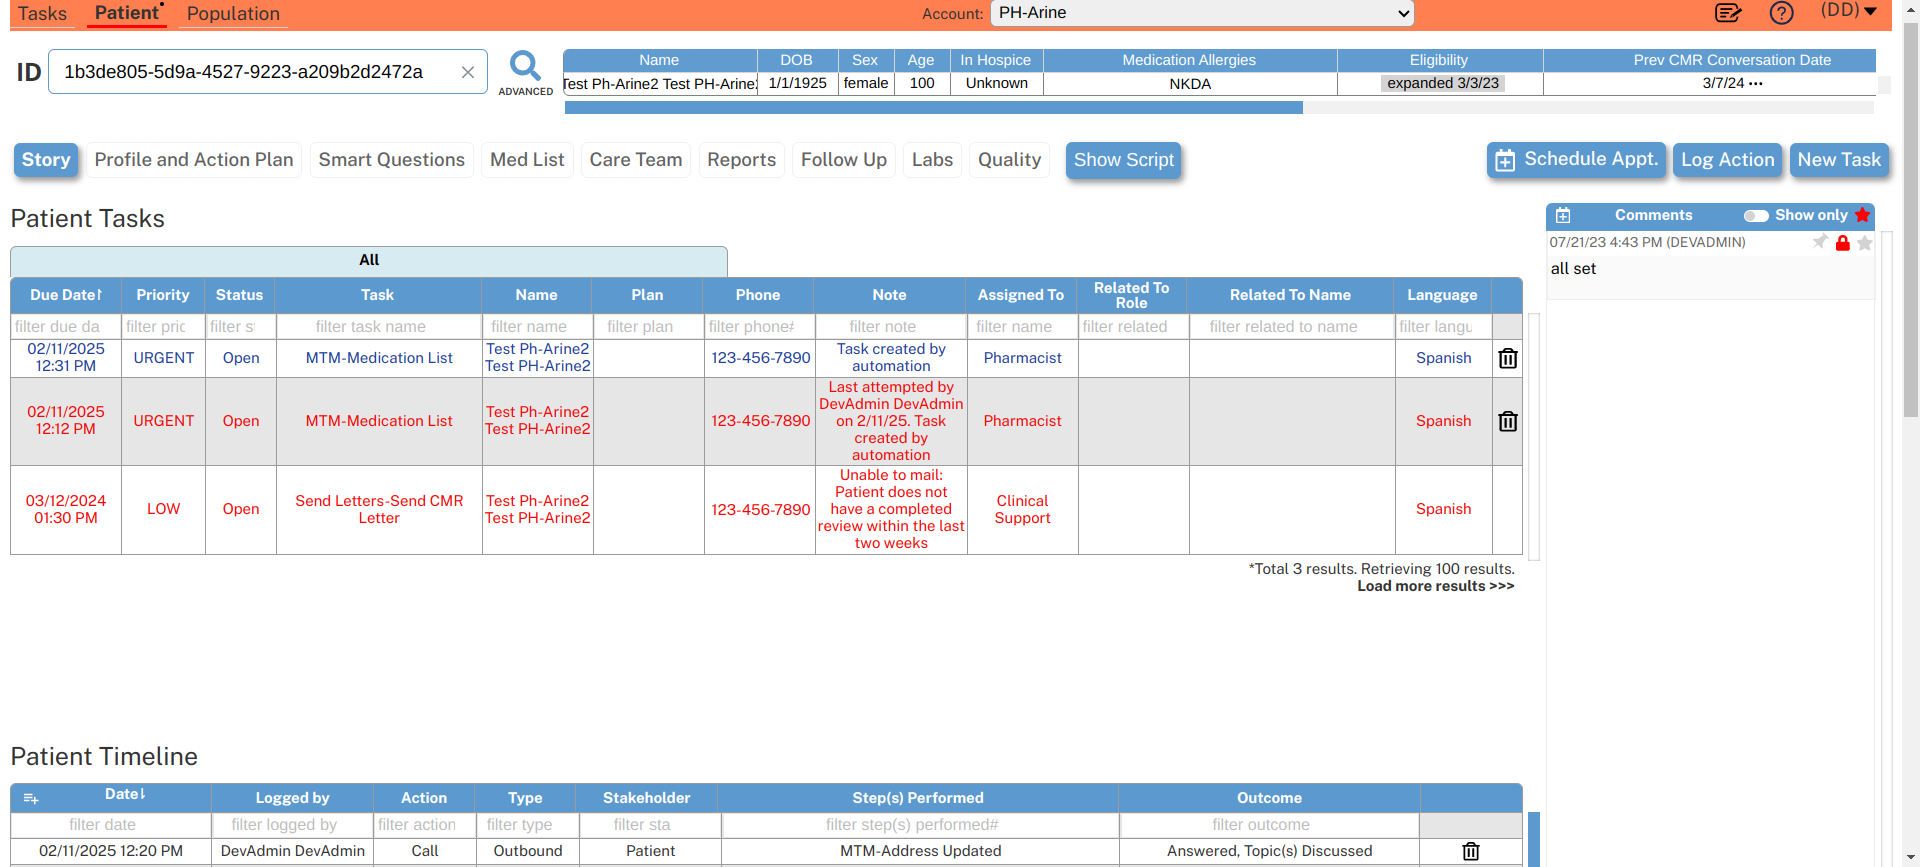 Tasks Patient Population Account: PH-Arine (DD)
ID 1b3de805-5d9a-4527-9223-a209b2d2472a ADVANCED
Name DOB Sex Age In Hospice Medication Allergies Eligibility Prev CMR Conversation Date
Test Ph-Arine2 Test PH-Arine2 1/1/1925 female 100 Unknown NKDA expanded 3/3/23 3/7/24 •••
Story Profile and Action Plan Smart Questions Med List Care Team Reports Follow Up Labs Quality Show Script Schedule Appt. Log Action New Task
Patient Tasks
All
Due Date Priority Status Task Name Plan Phone Note Assigned To Related To Role Related To Name Language
filter due da filter pric filter s filter task name filter name filter plan filter phone# filter note filter name filter related filter related to name filter langu
02/11/2025 12:31 PM URGENT Open MTM-Medication List Test Ph-Arine2 Test PH-Arine2 123-456-7890 Task created by automation Pharmacist Spanish
02/11/2025 12:12 PM URGENT Open MTM-Medication List Test Ph-Arine2 Test PH-Arine2 123-456-7890 Last attempted by DevAdmin DevAdmin on 2/11/25. Task created by automation Pharmacist Spanish
03/12/2024 01:30 PM LOW Open Send Letters-Send CMR Letter Test Ph-Arine2 Test PH-Arine2 123-456-7890 Unable to mail: Patient does not have a completed review within the last two weeks Clinical Support Spanish
*Total 3 results. Retrieving 100 results.
Load more results >>>
Comments Show only
07/21/23 4:43 PM (DEVADMIN)
all set
Patient Timeline
Date Logged by Action Type Stakeholder Step(s) Performed Outcome
filter date filter logged by filter action filter type filter sta filter step(s) performed# filter outcome
02/11/2025 12:20 PM DevAdmin DevAdmin Call Outbound Patient MTM-Address Updated Answered, Topic(s) Discussed